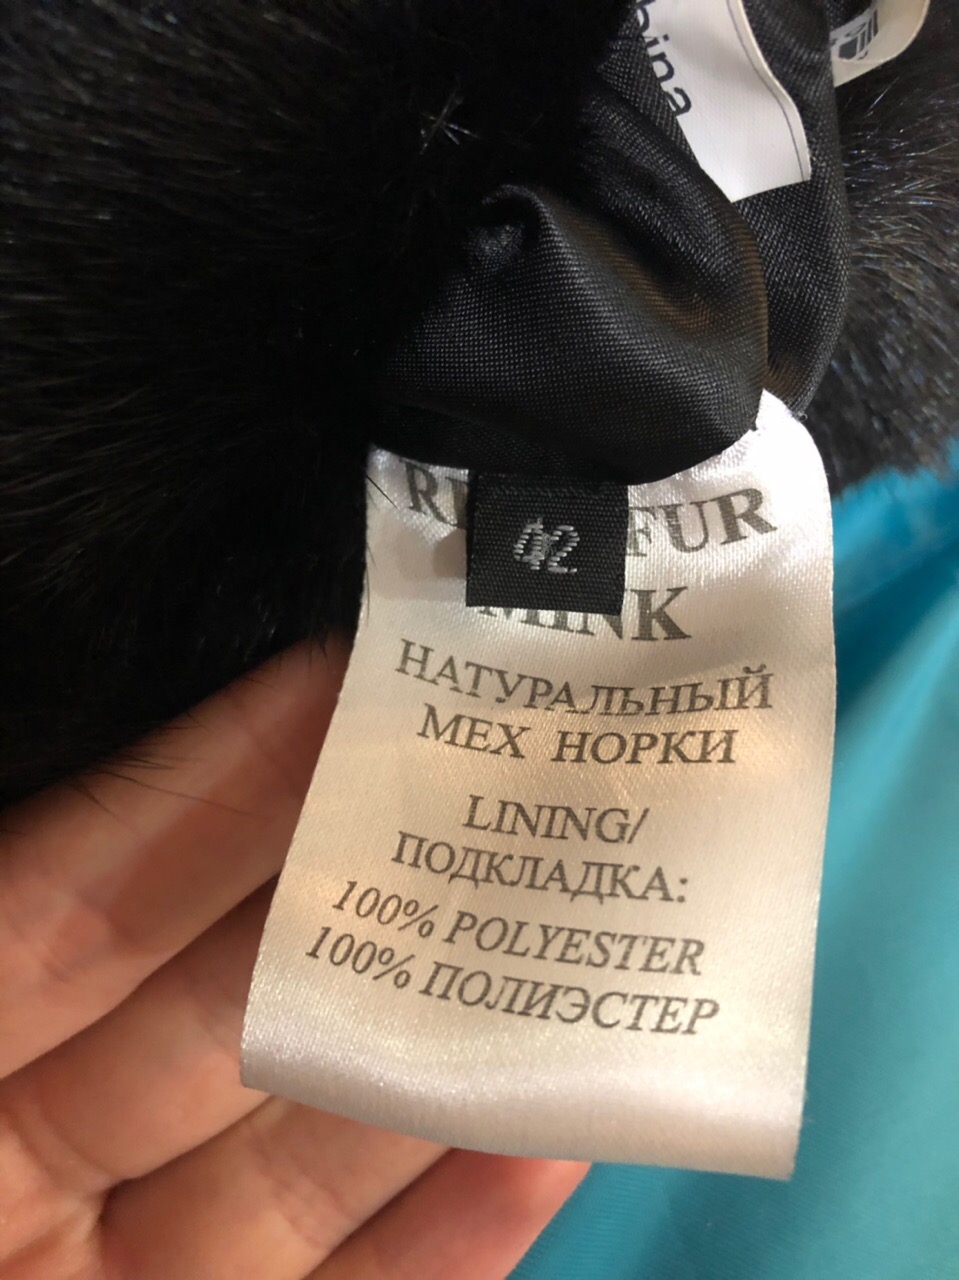 FUR
42
MINK
НАТУРАЛЬНЫЙ
МЕХ НОРКИ
LINING/
ПОДКЛАДКА:
100% POLYESTER
100% ПОЛИЭСТЕР